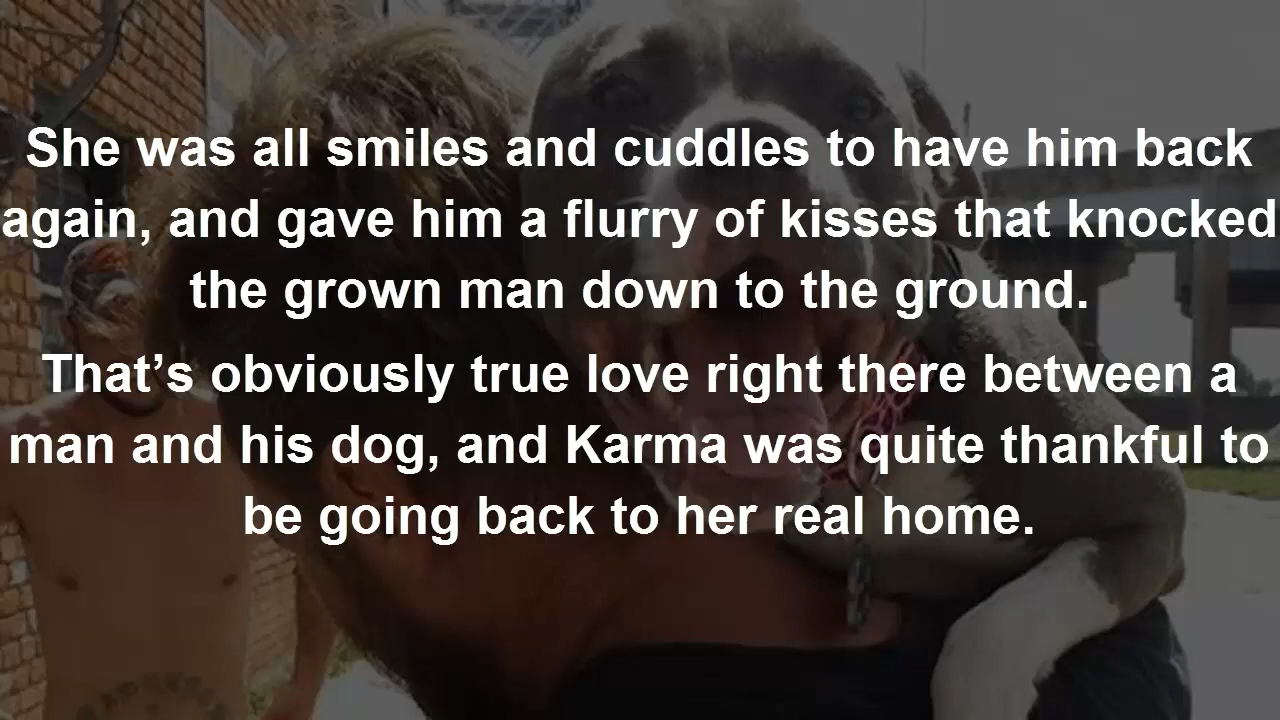 She was all smiles and cuddles to have him back
again, and gave him a flurry of kisses that knocked
the grown man down to the ground.
That’s obviously true love right there between a
man and his dog, and Karma was quite thankful to
be going back to her real home.